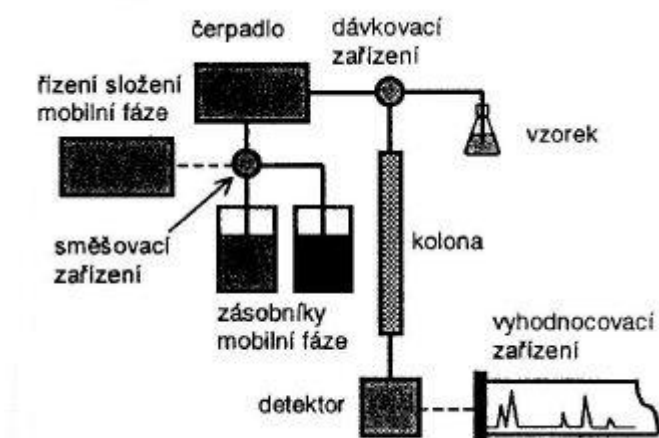 čerpadlo
dávkovací
zařízení
řízení složení
mobilní fáze
vzorek
směšovací
zařízení
kolona
zásobníky
mobilní fáze
vyhodnocovací
zařízení
detektor